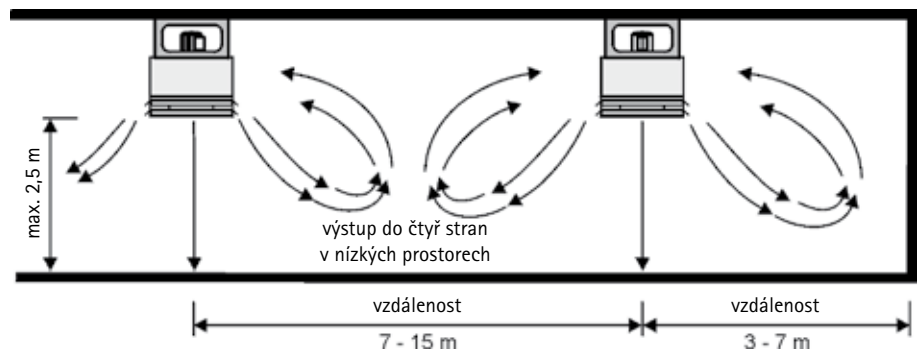 max. 2,5 m
výstup do čtyř stran
v nízkých prostorech
vzdálenost
7 - 15 m
vzdálenost
3 - 7 m